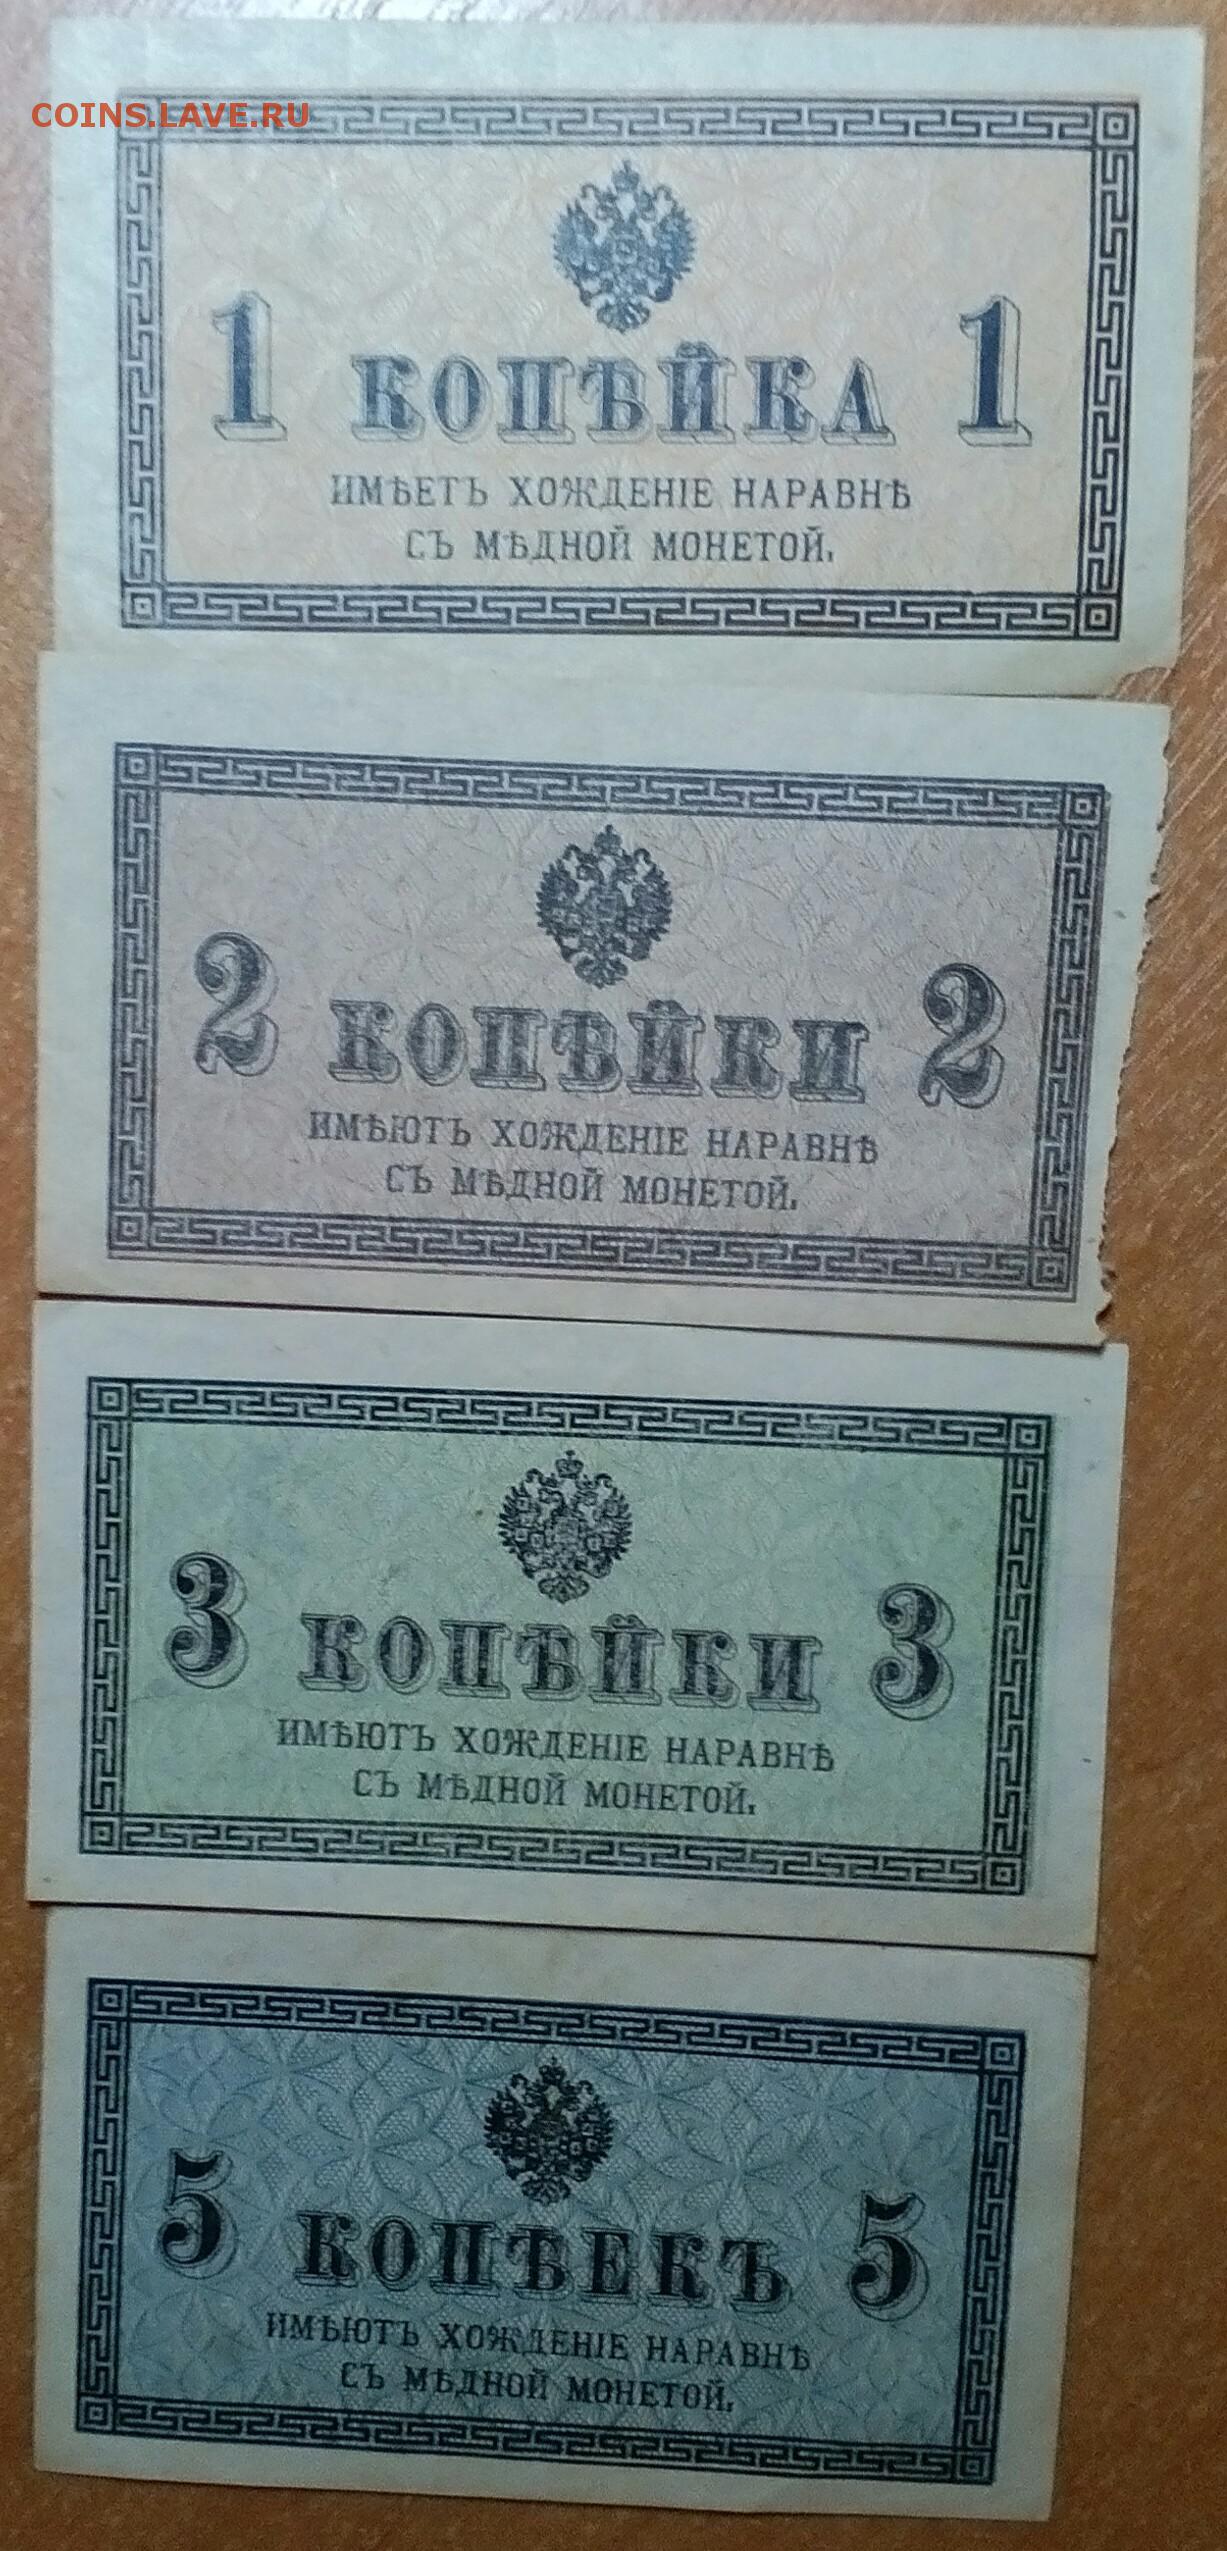 COINS.LAVE.RU
1 КОПѢЙКА 1
ИМѢЕТЪ ХОЖДЕНІЕ НАРАВНѢ
СЪ МѢДНОЙ МОНЕТОЙ.
2 КОПѢЙКИ 2
ИМѢЮТЪ ХОЖДЕНІЕ НАРАВНѢ
СЪ МѢДНОЙ МОНЕТОЙ.
3 КОПѢЙКИ 3
ИМѢЮТЪ ХОЖДЕНІЕ НАРАВНѢ
СЪ МѢДНОЙ МОНЕТОЙ.
5 КОПѢЕКЪ 5
ИМѢЮТЪ ХОЖДЕНІЕ НАРАВНѢ
СЪ МѢДНОЙ МОНЕТОЙ.